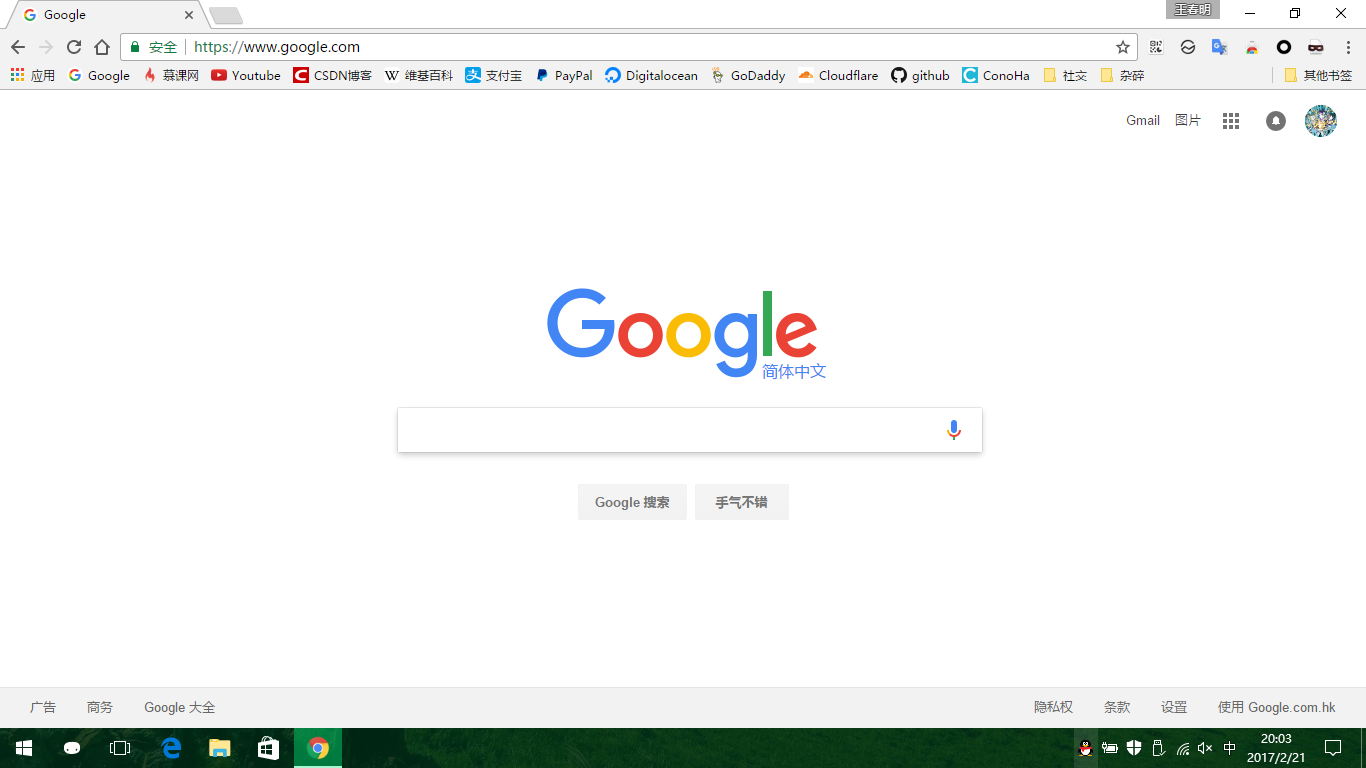 Google
王春明
安全 https://www.google.com
应用 Google 慕课网 Youtube CSDN博客 维基百科 支付宝 PayPal Digitalocean GoDaddy Cloudflare github ConoHa 社交 杂碎 其他书签
Gmail 图片
Google
简体中文
Google 搜索 手气不错
广告 商务 Google 大全 隐私权 条款 设置 使用 Google.com.hk
中 20:03
2017/2/21